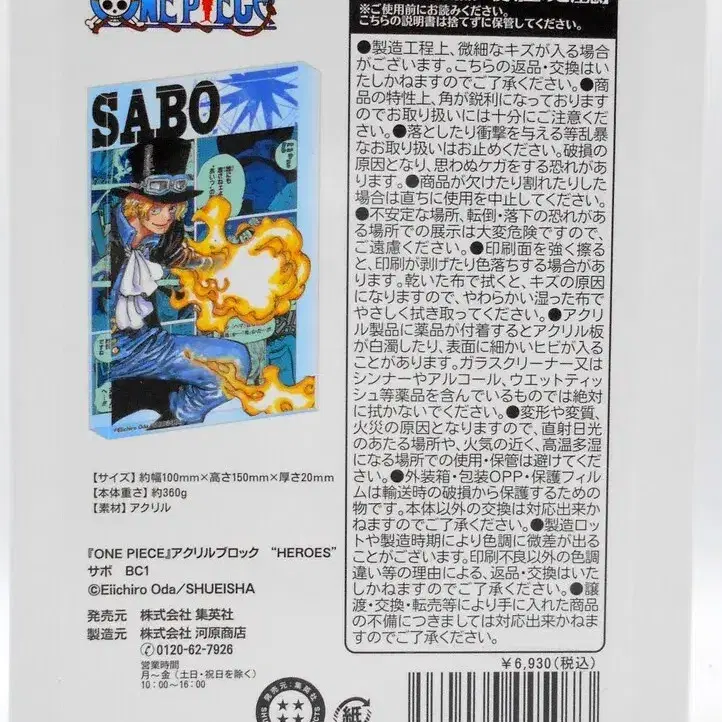 ONE PIECE
SABO
©Eiichiro Oda/SHUEISHA
【サイズ】約幅100mm×高さ150mm×厚さ20mm
【本体重さ】約360g
【素材】アクリル
『ONE PIECE』アクリルブロック “HEROES”
サボ BC1
©Eiichiro Oda/SHUEISHA
発売元 株式会社 集英社
製造元 株式会社 河原商店
0120-62-7926
営業時間
月～金(土日・祝日を除く)
10:00～16:00
※ご使用前にお読みください。
こちらの説明書は捨てずに保管してください。
●製造工程上、微細なキズが入る場合
がございます。こちらの返品・交換はい
たしかねますのでご了承ください。●商
品の特性上、角が鋭利になっております
のでお取り扱いには十分にご注意くださ
い。●落としたり衝撃を与える等乱暴
なお取り扱いはお止めください。破損の
原因となり、思わぬケガをする恐れがあ
ります。●商品が欠けたり割れたりした
場合は直ちに使用を中止してください。
●不安定な場所、転倒・落下の恐れがあ
る場所での展示は大変危険ですので、
ご遠慮ください。●印刷面を強く擦る
と、印刷が剥げたり色落ちする場合があ
ります。乾いた布で拭くと、キズの原因
になりますので、やわらかい湿った布で
やさしく拭き取ってください。●アクリ
ル製品に薬品が付着するとアクリル板
が白濁したり、表面に細かいヒビが入る
ことがあります。ガラスクリーナー又は
シンナーやアルコール、ウエットティッ
シュ等薬品を含んでいるものでは絶対
に拭かないでください。●変形や変質、
火災の原因となりますので、直射日光
のあたる場所や、火気の近く、高温多湿
になる場所での使用・保管は避けてくだ
さい。●外装箱・包装OPP・保護フィル
ムは輸送時の破損から保護するための
物です。本体以外の交換は対応出来か
ねますのでご了承ください。●製造ロッ
トや製造時期により色調に微差が出る
ことがございます。印刷不良以外の色調
違い等の理由による、返品・交換はいた
しかねますのでご了承ください。●譲
渡・交換・転売等により手に入れた商品
の不備につきましては対応出来かねま
すのでご了承ください。
¥6,930(税込)
発売元:集英社
紙